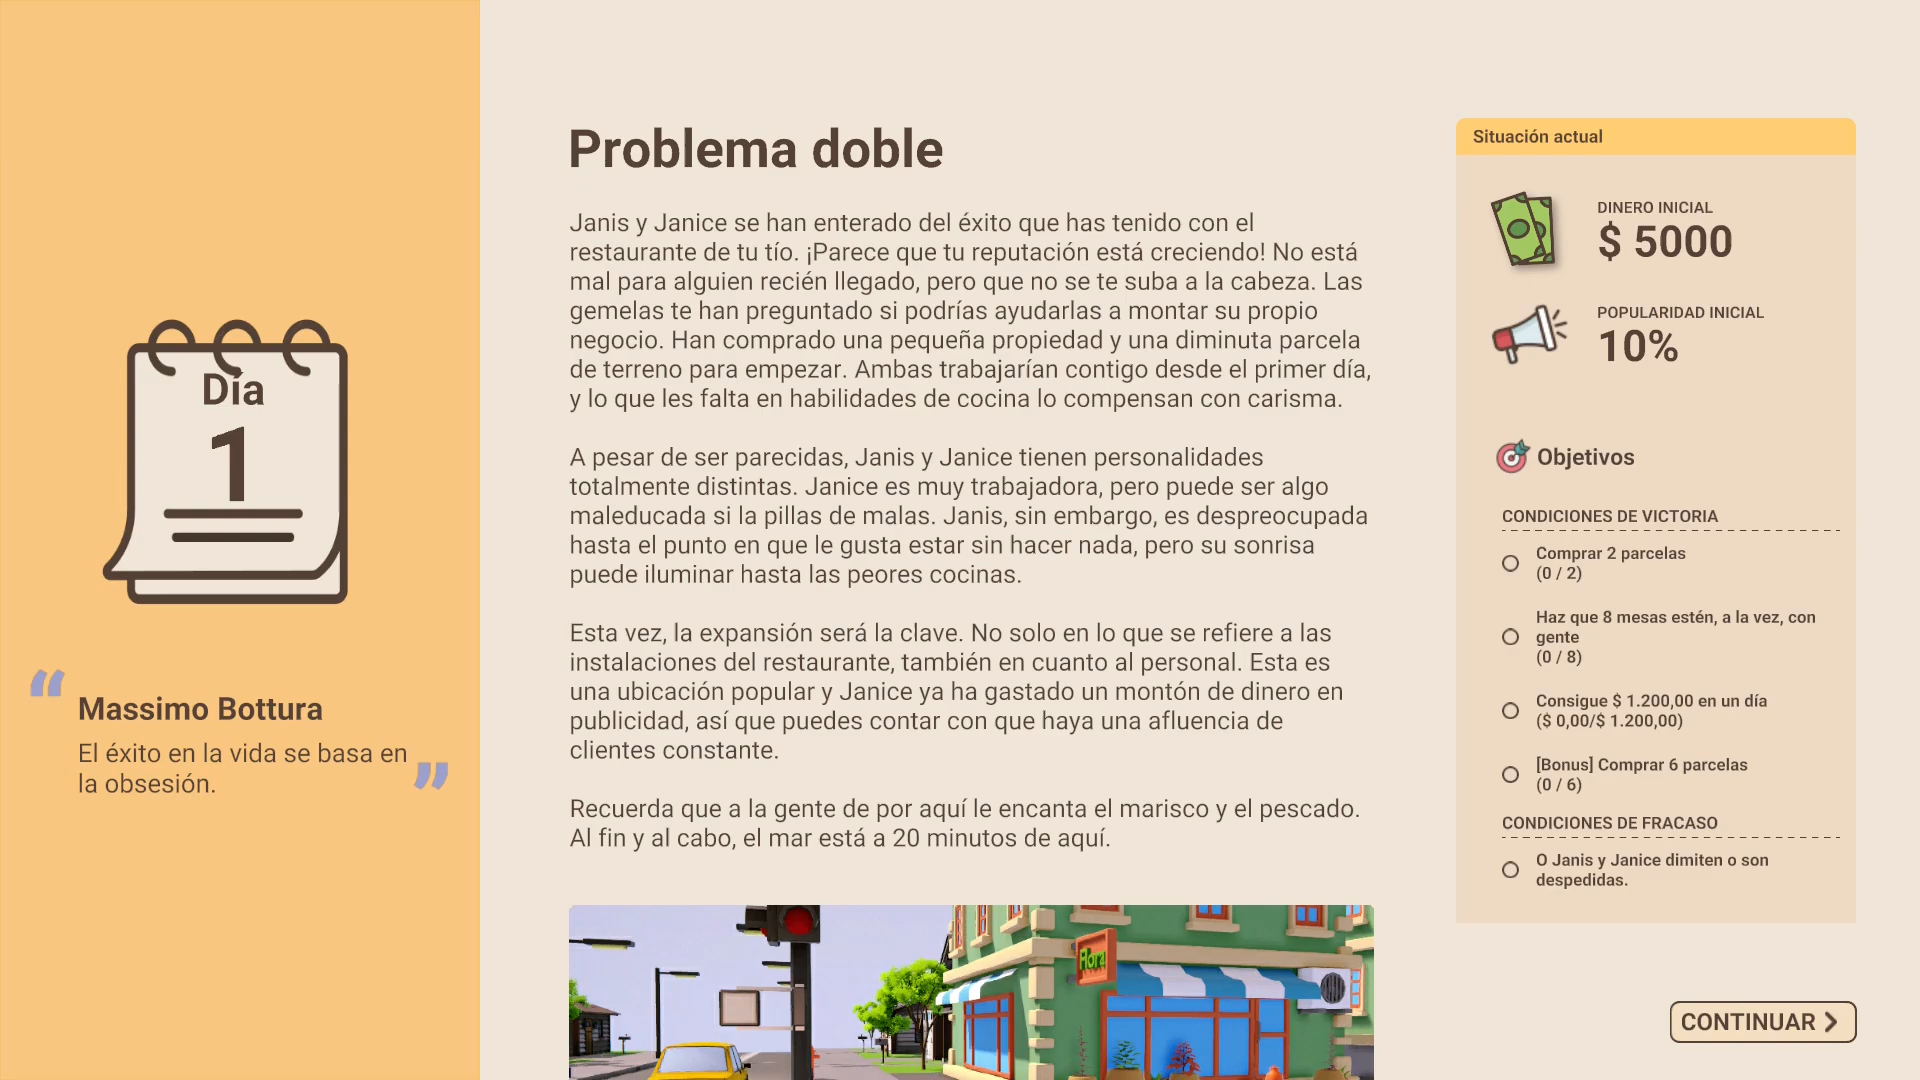 Día
1
Massimo Bottura
El éxito en la vida se basa en
la obsesión.
Problema doble
Janis y Janice se han enterado del éxito que has tenido con el
restaurante de tu tío. ¡Parece que tu reputación está creciendo! No está
mal para alguien recién llegado, pero que no se te suba a la cabeza. Las
gemelas te han preguntado si podrías ayudarlas a montar su propio
negocio. Han comprado una pequeña propiedad y una diminuta parcela
de terreno para empezar. Ambas trabajarían contigo desde el primer día,
y lo que les falta en habilidades de cocina lo compensan con carisma.
A pesar de ser parecidas, Janis y Janice tienen personalidades
totalmente distintas. Janice es muy trabajadora, pero puede ser algo
maleducada si la pillas de malas. Janis, sin embargo, es despreocupada
hasta el punto en que le gusta estar sin hacer nada, pero su sonrisa
puede iluminar hasta las peores cocinas.
Esta vez, la expansión será la clave. No solo en lo que se refiere a las
instalaciones del restaurante, también en cuanto al personal. Esta es
una ubicación popular y Janice ya ha gastado un montón de dinero en
publicidad, así que puedes contar con que haya una afluencia de
clientes constante.
Recuerda que a la gente de por aquí le encanta el marisco y el pescado.
Al fin y al cabo, el mar está a 20 minutos de aquí.
Flora
Situación actual
DINERO INICIAL
$ 5000
POPULARIDAD INICIAL
10%
Objetivos
CONDICIONES DE VICTORIA
Comprar 2 parcelas
(0 / 2)
Haz que 8 mesas estén, a la vez, con
gente
(0 / 8)
Consigue $ 1.200,00 en un día
($ 0,00/$ 1.200,00)
[Bonus] Comprar 6 parcelas
(0 / 6)
CONDICIONES DE FRACASO
O Janis y Janice dimiten o son
despedidas.
CONTINUAR